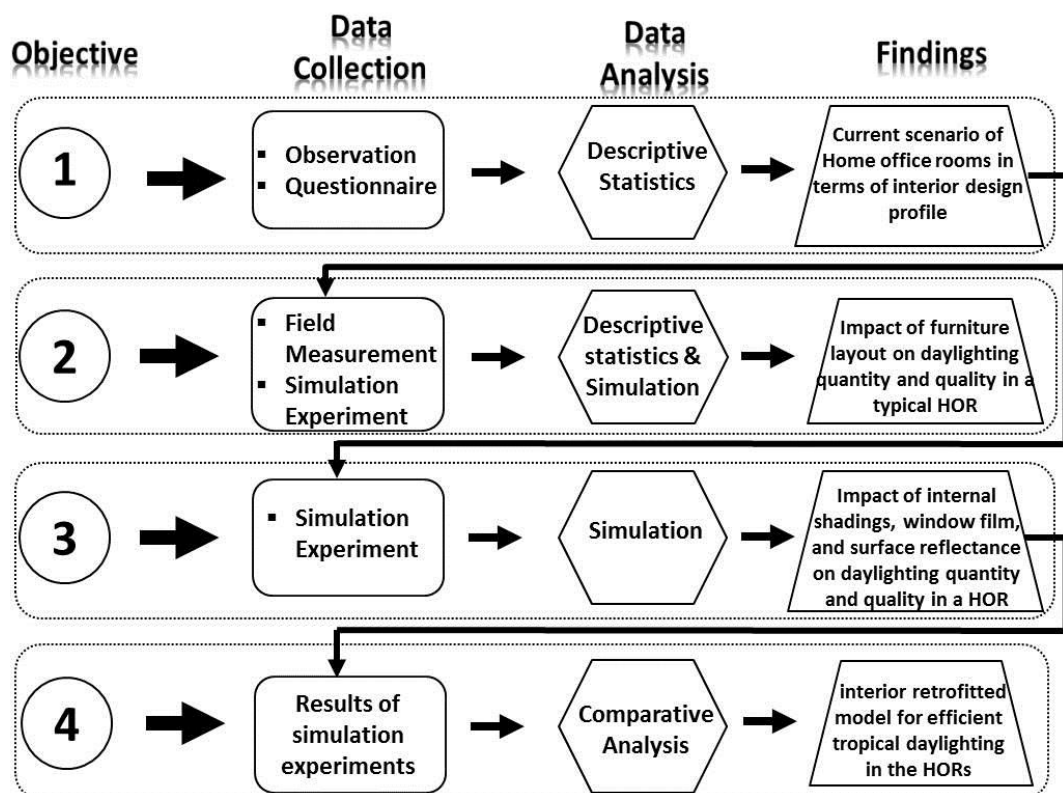 Objective
Data
Collection
Data
Analysis
Findings
1
▪ Observation
▪ Questionnaire
Descriptive
Statistics
Current scenario of
Home office rooms in
terms of interior design
profile
2
▪ Field
Measurement
▪ Simulation
Experiment
Descriptive
statistics &
Simulation
Impact of furniture
layout on daylighting
quantity and quality in a
typical HOR
3
▪ Simulation
Experiment
Simulation
Impact of internal
shadings, window film,
and surface reflectance
on daylighting quantity
and quality in a HOR
4
Results of
simulation
experiments
Comparative
Analysis
interior retrofitted
model for efficient
tropical daylighting
in the HORs